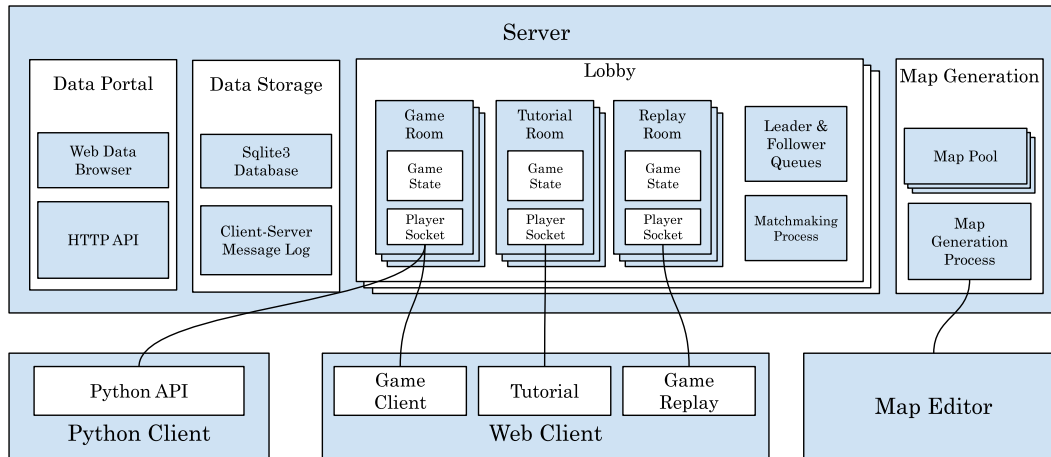 Server
Data Portal
Web Data
Browser
HTTP API
Data Storage
Sqlite3
Database
Client-Server
Message Log
Lobby
Game
Room
Game
State
Player
Socket
Tutorial
Room
Game
State
Player
Socket
Replay
Room
Game
State
Player
Socket
Leader &
Follower
Queues
Matchmaking
Process
Map Generation
Map Pool
Map
Generation
Process
Python API
Python Client
Game
Client
Tutorial
Game
Replay
Web Client
Map Editor